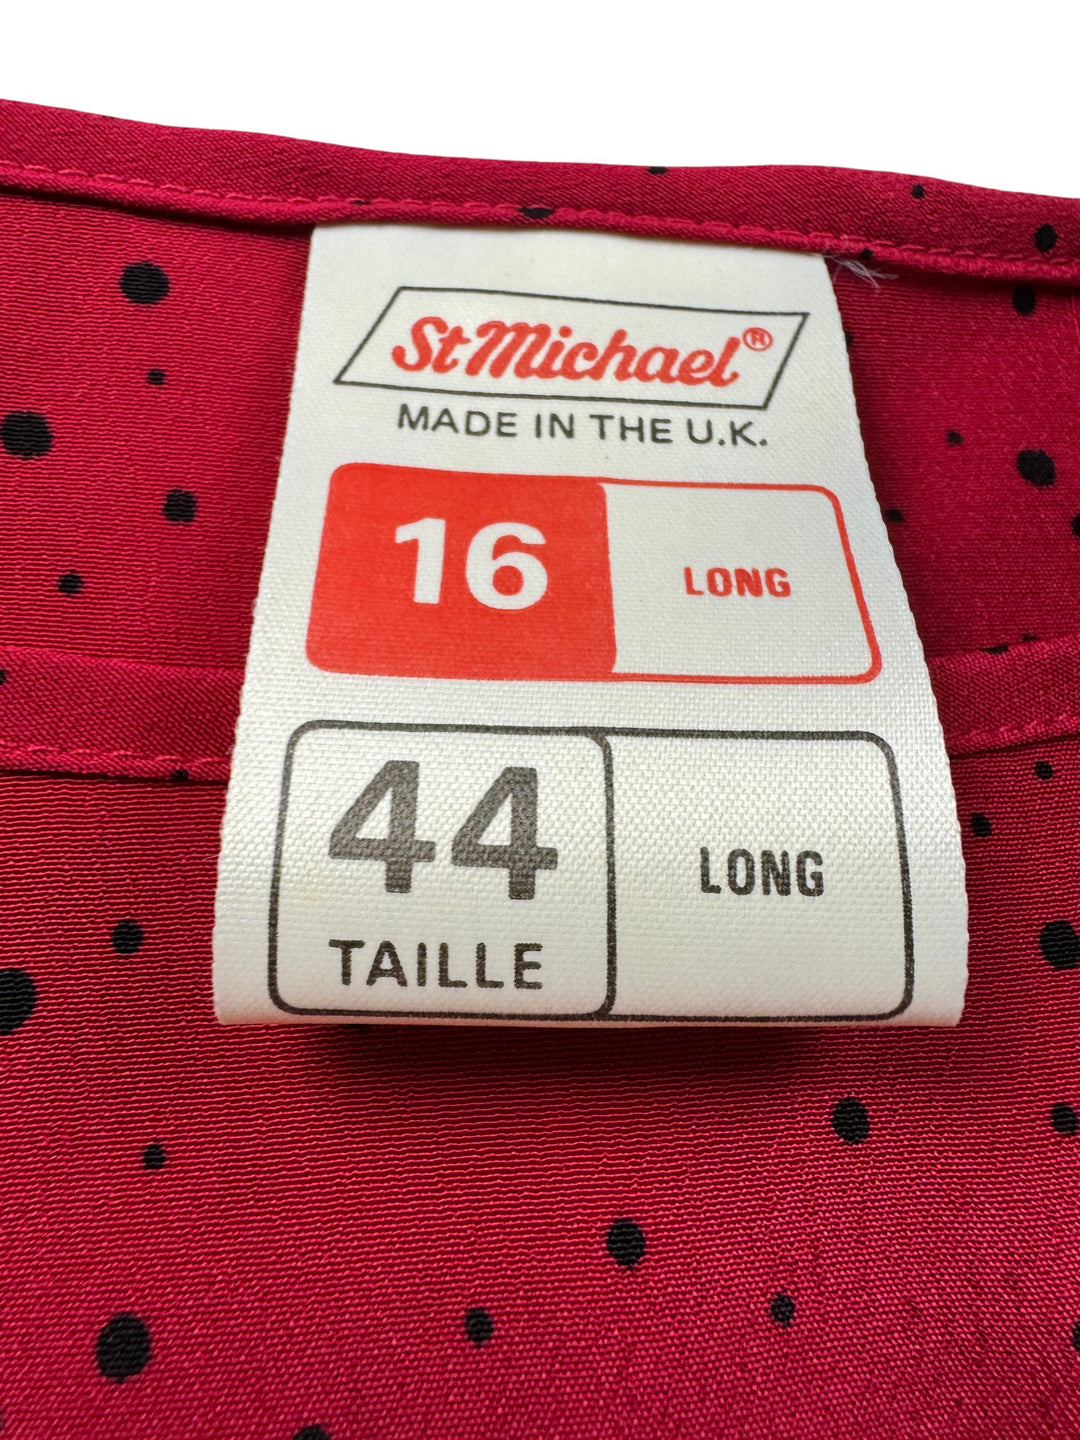 St Michael®
MADE IN THE U.K.
16 LONG
44 LONG
TAILLE